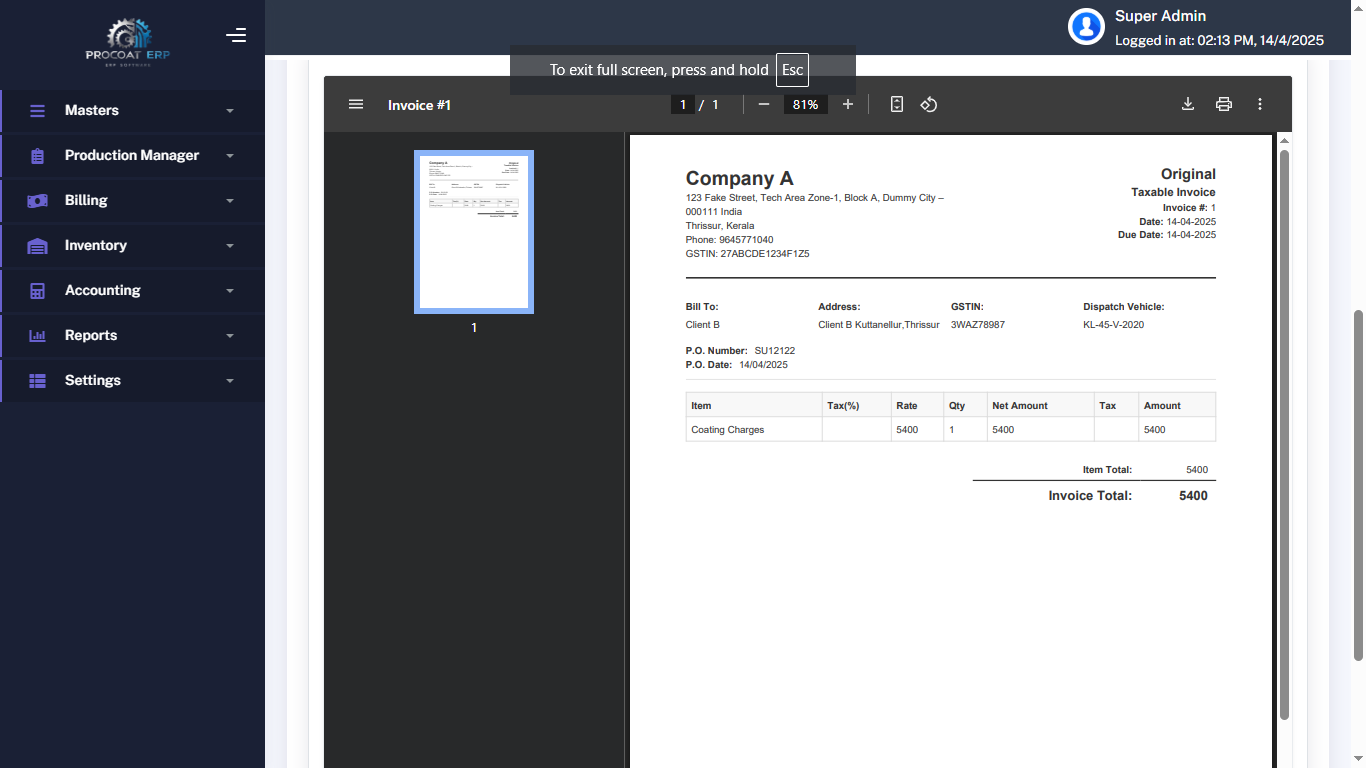 PROCOAT ERP
Super Admin
Logged in at: 02:13 PM, 14/4/2025
To exit full screen, press and hold Esc
Masters
Production Manager
Billing
Inventory
Accounting
Reports
Settings
Invoice #1
1 / 1
81%
1
Company A
123 Fake Street, Tech Area Zone-1, Block A, Dummy City –
000111 India
Thrissur, Kerala
Phone: 9645771040
GSTIN: 27ABCDE1234F1Z5
Original
Taxable Invoice
Invoice #: 1
Date: 14-04-2025
Due Date: 14-04-2025
Bill To: Address: GSTIN: Dispatch Vehicle:
Client B Client B Kuttanellur,Thrissur 3WAZ78987 KL-45-V-2020
P.O. Number: SU12122
P.O. Date: 14/04/2025
Item Tax(%) Rate Qty Net Amount Tax Amount
Coating Charges 5400 1 5400 5400
Item Total: 5400
Invoice Total: 5400